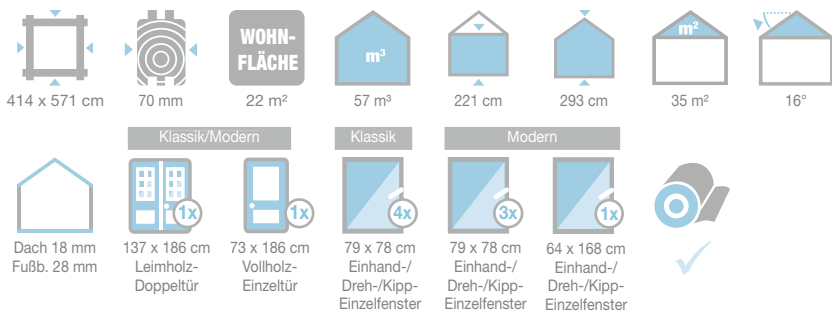 WOHN-
FLÄCHE
m³
m²
414 x 571 cm
70 mm
22 m²
57 m³
221 cm
293 cm
35 m²
16°
Klassik/Modern
Klassik
Modern
1x
1x
4x
3x
1x
Dach 18 mm
Fußb. 28 mm
137 x 186 cm
Leimholz-
Doppeltür
73 x 186 cm
Vollholz-
Einzeltür
79 x 78 cm
Einhand-/
Dreh-/Kipp-
Einzelfenster
79 x 78 cm
Einhand-/
Dreh-/Kipp-
Einzelfenster
64 x 168 cm
Einhand-/
Dreh-/Kipp-
Einzelfenster